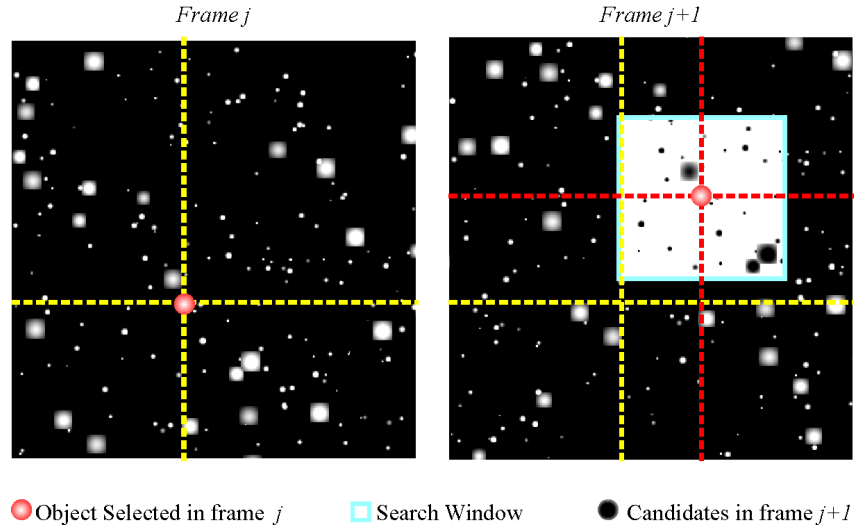 Frame j
Frame j+1
Object Selected in frame j
Search Window
Candidates in frame j+1